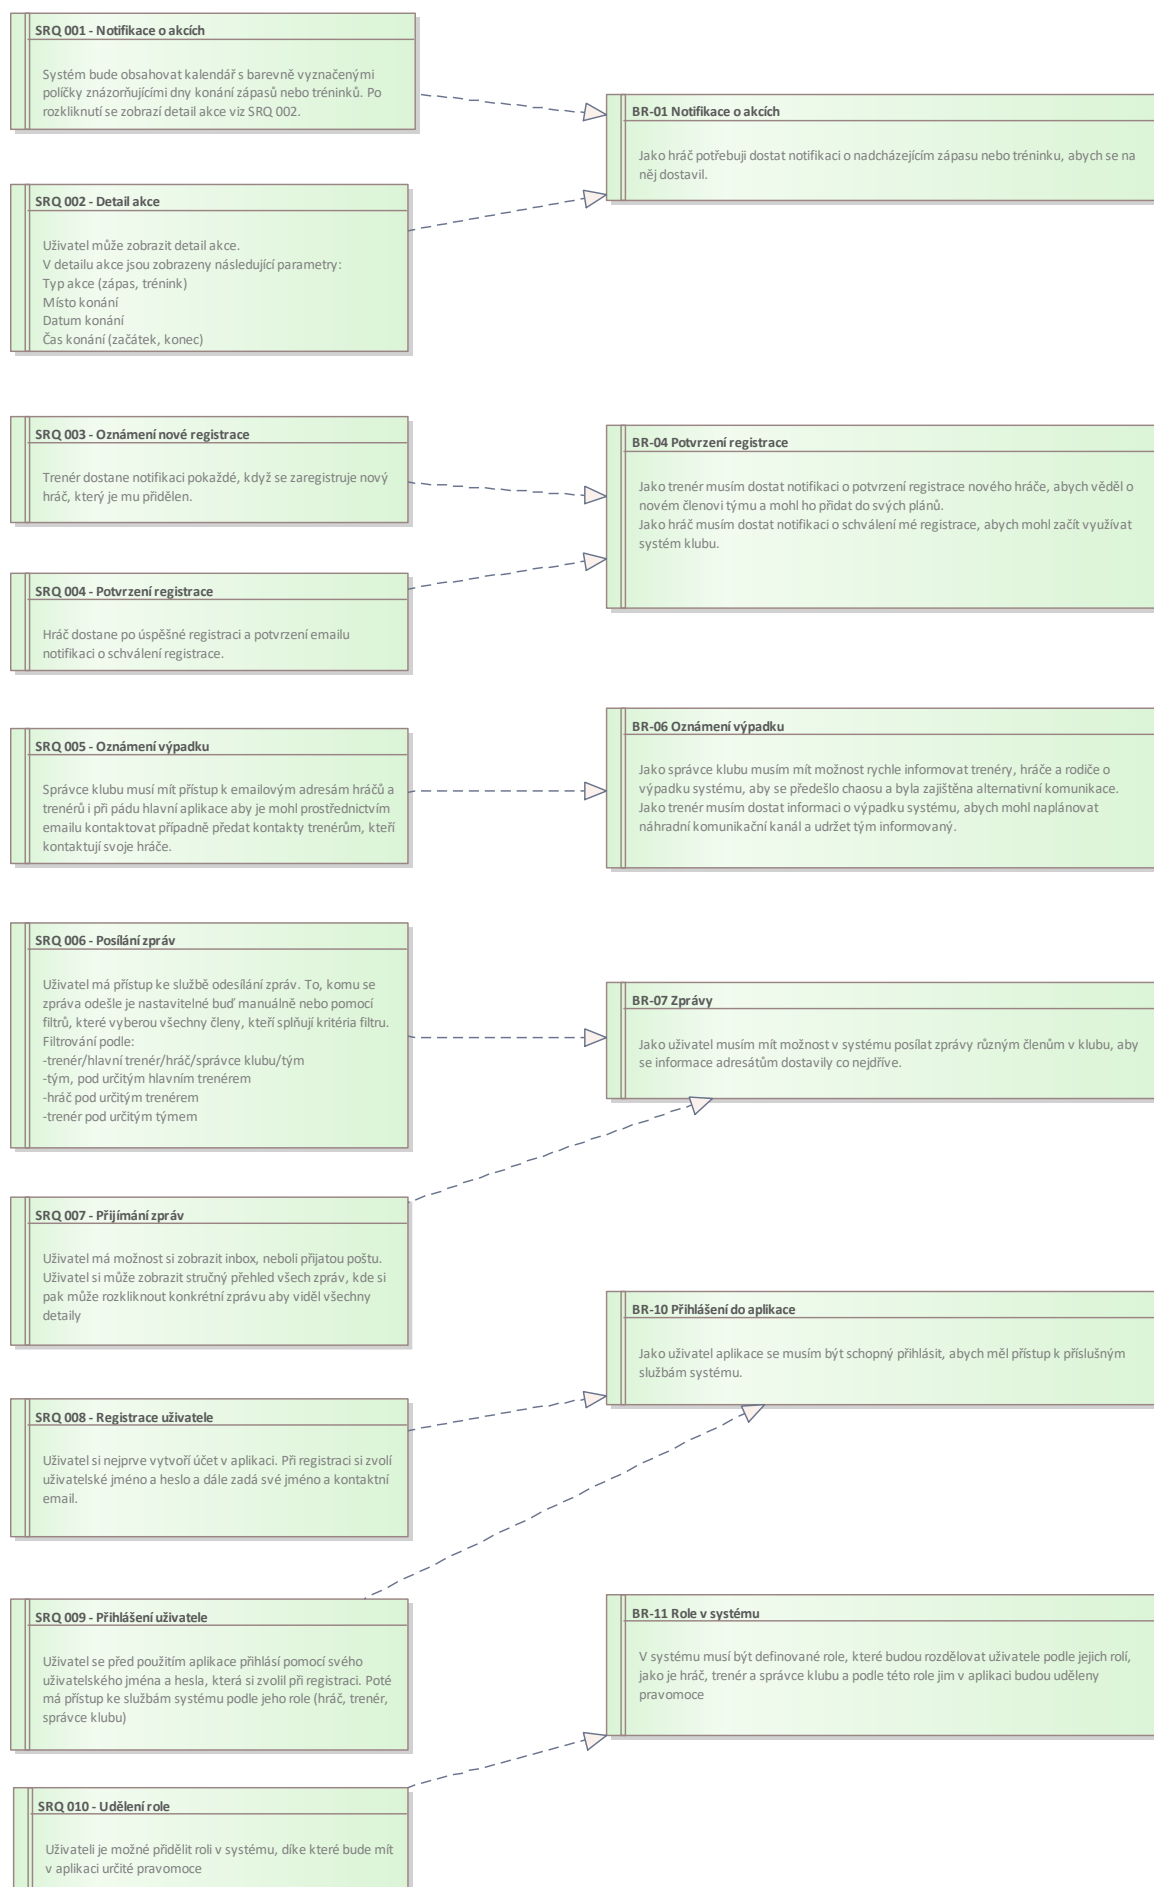 SRQ 001 - Notifikace o akcích
Systém bude obsahovat kalendář s barevně vyznačenými
políčky znázorňujícími dny konání zápasů nebo tréninků. Po
rozkliknutí se zobrazí detail akce viz SRQ 002.
BR-01 Notifikace o akcích
Jako hráč potřebuji dostat notifikaci o nadcházejícím zápasu nebo tréninku, abych se na
něj dostavil.
SRQ 002 - Detail akce
Uživatel může zobrazit detail akce.
V detailu akce jsou zobrazeny následující parametry:
Typ akce (zápas, trénink)
Místo konání
Datum konání
Čas konání (začátek, konec)
SRQ 003 - Oznámení nové registrace
Trenér dostane notifikaci pokaždé, když se zaregistruje nový
hráč, který je mu přidělen.
BR-04 Potvrzení registrace
Jako trenér musím dostat notifikaci o potvrzení registrace nového hráče, abych věděl o
novém členovi týmu a mohl ho přidat do svých plánů.
Jako hráč musím dostat notifikaci o schválení mé registrace, abych mohl začít využívat
systém klubu.
SRQ 004 - Potvrzení registrace
Hráč dostane po úspěšné registraci a potvrzení emailu
notifikaci o schválení registrace.
SRQ 005 - Oznámení výpadku
Správce klubu musí mít přístup k emailovým adresám hráčů a
trenérů i při pádu hlavní aplikace aby je mohl prostřednictvím
emailu kontaktovat případně předat kontakty trenérům, kteří
kontaktují svoje hráče.
BR-06 Oznámení výpadku
Jako správce klubu musím mít možnost rychle informovat trenéry, hráče a rodiče o
výpadku systému, aby se předešlo chaosu a byla zajištěna alternativní komunikace.
Jako trenér musím dostat informaci o výpadku systému, abych mohl naplánovat
náhradní komunikační kanál a udržet tým informovaný.
SRQ 006 - Posílání zpráv
Uživatel má přístup ke službě odesílání zpráv. To, komu se
zpráva odešle je nastavitelné buď manuálně nebo pomocí
filtrů, které vyberou všechny členy, kteří splňují kritéria filtru.
Filtrování podle:
-trenér/hlavní trenér/hráč/správce klubu/tým
-tým, pod určitým hlavním trenérem
-hráč pod určitým trenérem
-trenér pod určitým týmem
BR-07 Zprávy
Jako uživatel musím mít možnost v systému posílat zprávy různým členům v klubu, aby
se informace adresátům dostavily co nejdříve.
SRQ 007 - Přijímání zpráv
Uživatel má možnost si zobrazit inbox, neboli přijatou poštu.
Uživatel si může zobrazit stručný přehled všech zpráv, kde si
pak může rozkliknout konkrétní zprávu aby viděl všechny
detaily
BR-10 Přihlášení do aplikace
Jako uživatel aplikace se musím být schopný přihlásit, abych měl přístup k příslušným
službám systému.
SRQ 008 - Registrace uživatele
Uživatel si nejprve vytvoří účet v aplikaci. Při registraci si zvolí
uživatelské jméno a heslo a dále zadá své jméno a kontaktní
email.
SRQ 009 - Přihlášení uživatele
Uživatel se před použitím aplikace přihlásí pomocí svého
uživatelského jména a hesla, která si zvolil při registraci. Poté
má přístup ke službám systému podle jeho role (hráč, trenér,
správce klubu)
BR-11 Role v systému
V systému musí být definované role, které budou rozdělovat uživatele podle jejich rolí,
jako je hráč, trenér a správce klubu a podle této role jim v aplikaci budou uděleny
pravomoce
SRQ 010 - Udělení role
Uživateli je možné přidělit roli v systému, díke které bude mít
v aplikaci určité pravomoce